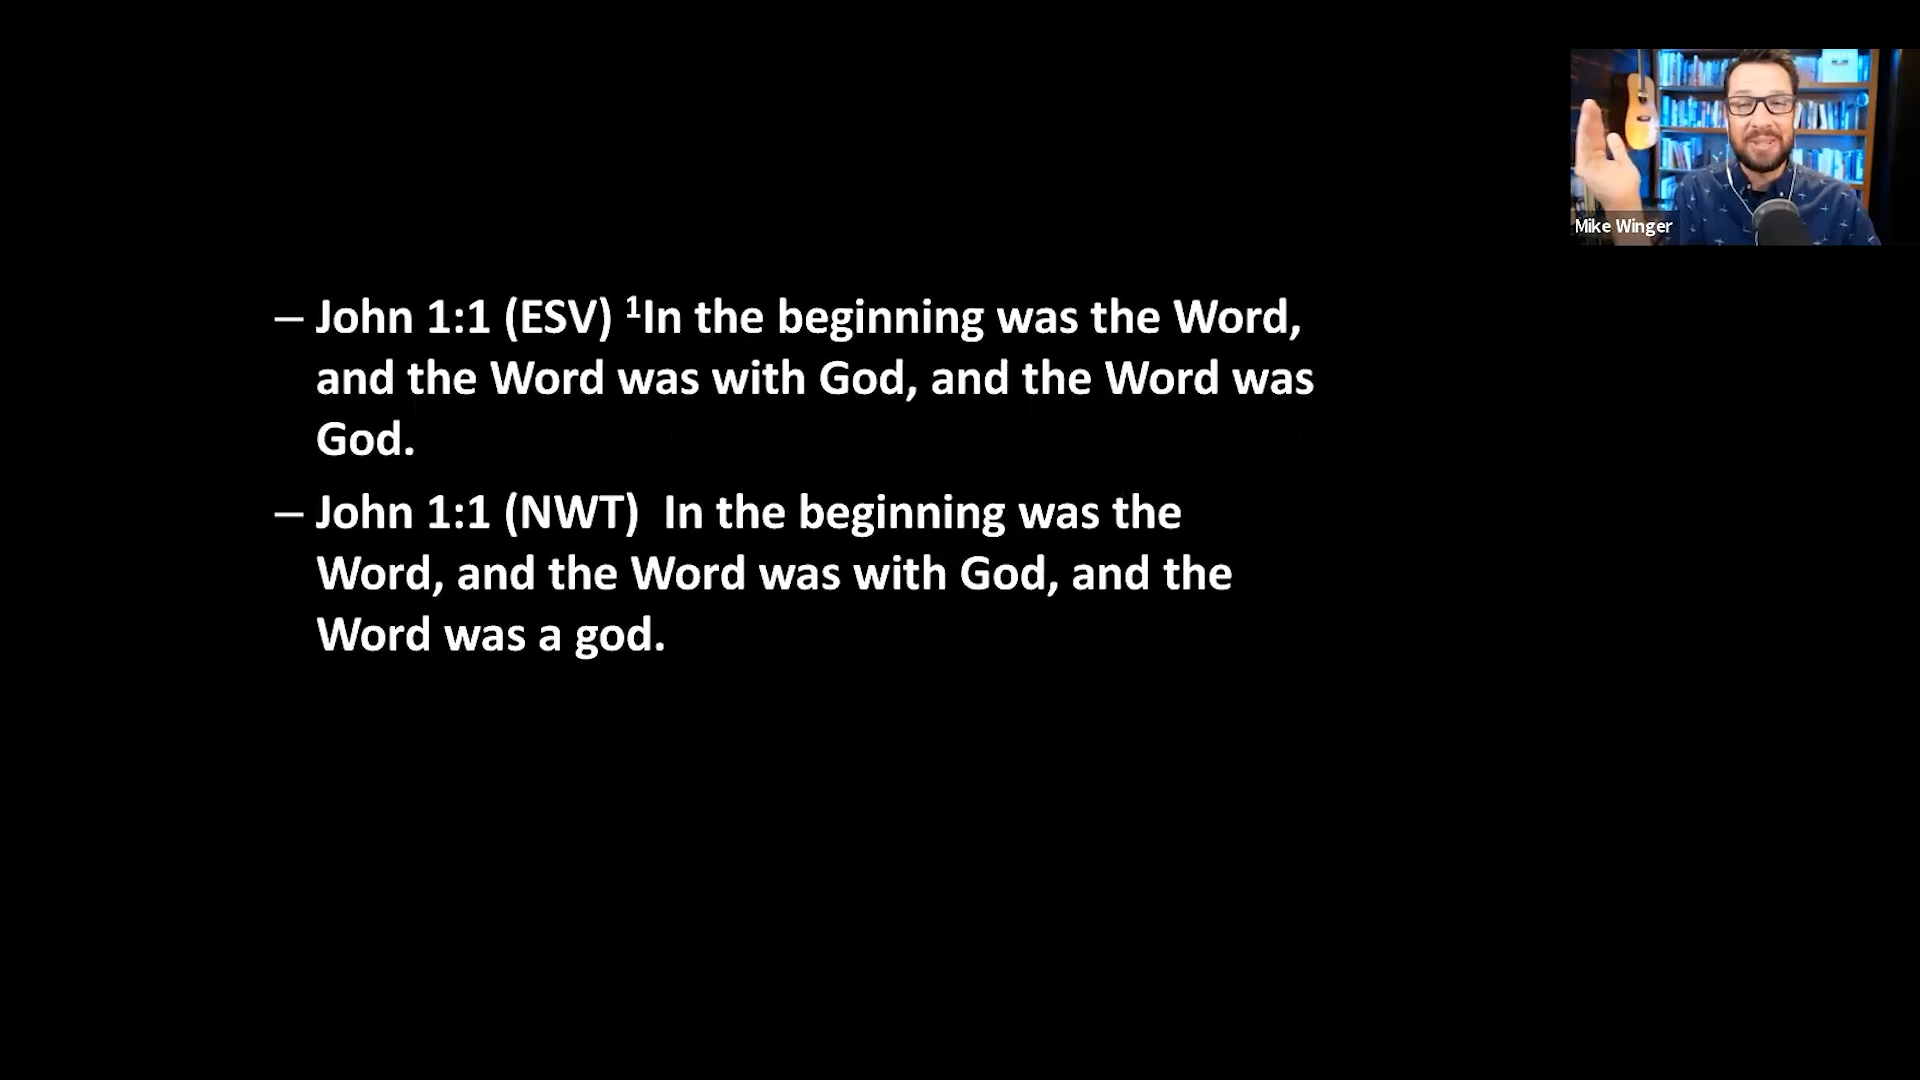 Mike Winger
– John 1:1 (ESV) ¹In the beginning was the Word,
and the Word was with God, and the Word was
God.
– John 1:1 (NWT)  In the beginning was the
Word, and the Word was with God, and the
Word was a god.